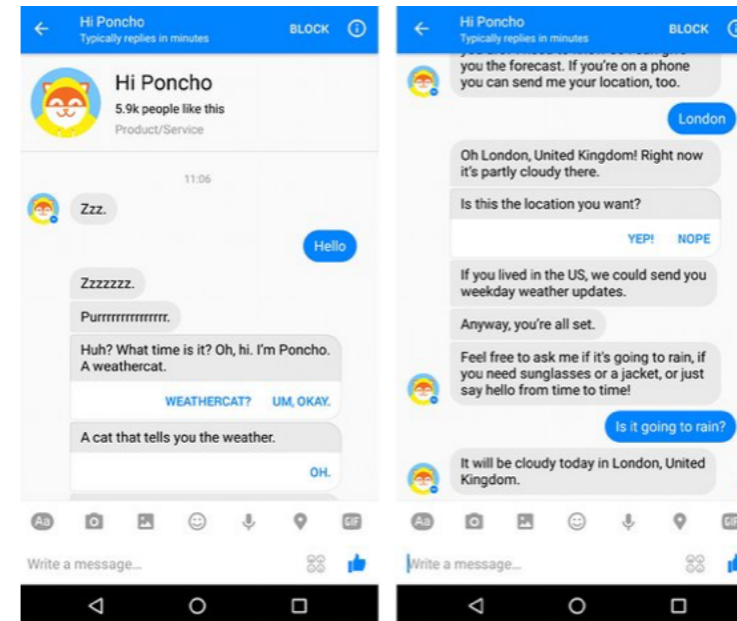 Hi Poncho
Typically replies in minutes
BLOCK
Hi Poncho
5.9k people like this
Product/Service
11:06
Zzz.
Hello
Zzzzzzz.
Purrrrrrrrrrrrrrr.
Huh? What time is it? Oh, hi. I'm Poncho.
A weathercat.
WEATHERCAT? UM, OKAY.
A cat that tells you the weather.
OH.
Aa
GIF
Write a message...
Hi Poncho
Typically replies in minutes
BLOCK
you the forecast. If you're on a phone
you can send me your location, too.
London
Oh London, United Kingdom! Right now
it's partly cloudy there.
Is this the location you want?
YEP! NOPE
If you lived in the US, we could send you
weekday weather updates.
Anyway, you're all set.
Feel free to ask me if it's going to rain, if
you need sunglasses or a jacket, or just
say hello from time to time!
Is it going to rain?
It will be cloudy today in London, United
Kingdom.
Aa
GIF
Write a message...